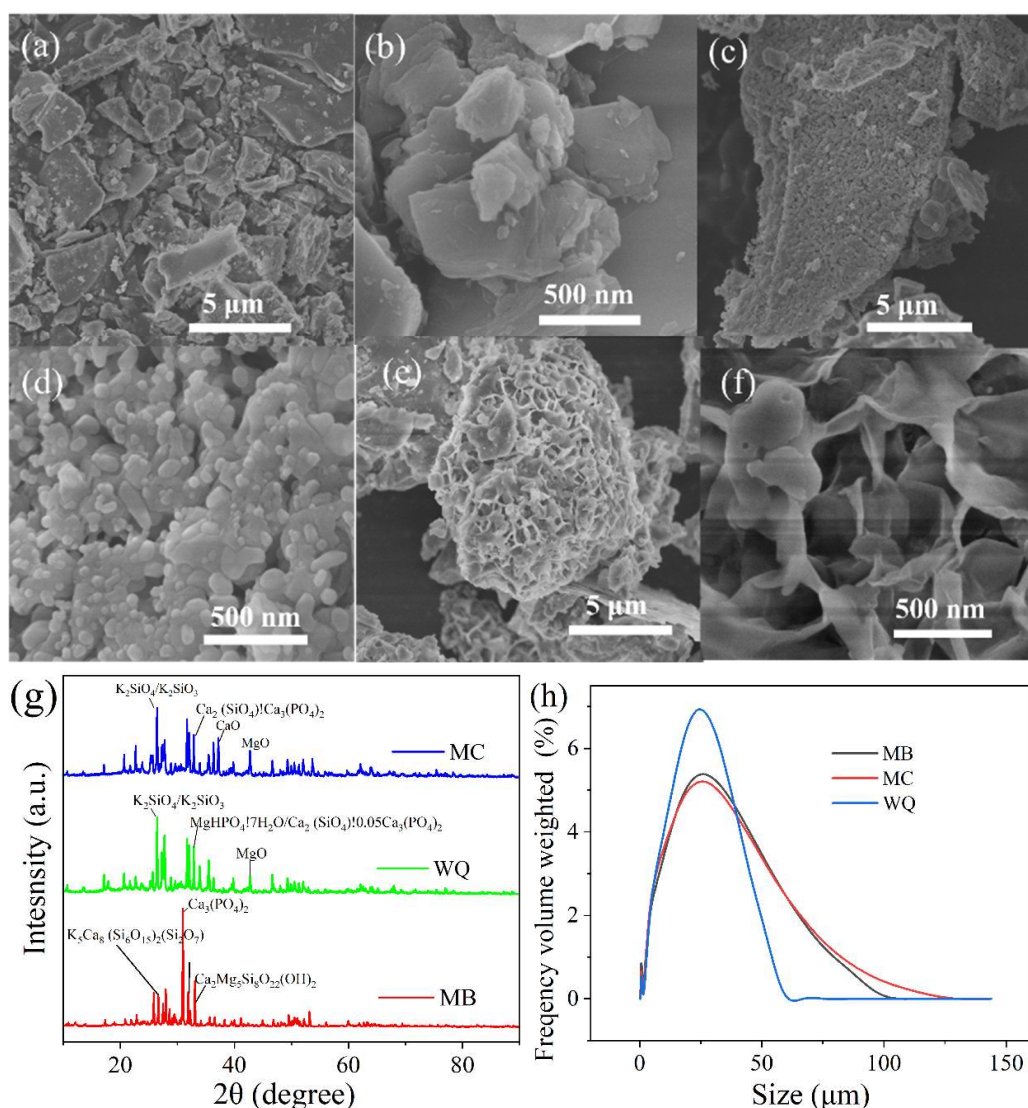 (a)
5 μm
(b)
500 nm
(c)
5 μm
(d)
500 nm
(e)
5 μm
(f)
500 nm
(g)
K₂SiO₄/K₂SiO₃
Ca₂ (SiO₄)!Ca₃(PO₄)₂
CaO
MgO
MC
K₂SiO₄/K₂SiO₃
MgHPO₄!7H₂O/Ca₂ (SiO₄)!0.05Ca₃(PO₄)₂
MgO
WQ
Ca₃(PO₄)₂
K₅Ca₈ (Si₆O₁₅)₂(Si₂O₇)
Ca₂Mg₅Si₈O₂₂(OH)₂
MB
Intesnsity (a.u.)
20 40 60 80
2θ (degree)
(h)
MB
MC
WQ
Freqency volume weighted (%)
6
4
2
0
0 50 100 150
Size (μm)